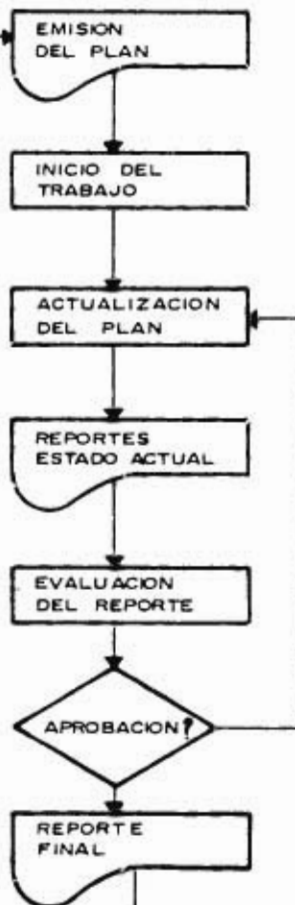 EMISION
DEL PLAN
INICIO DEL
TRABAJO
ACTUALIZACION
DEL PLAN
REPORTES
ESTADO ACTUAL
EVALUACION
DEL REPORTE
APROBACION?
REPORTE
FINAL